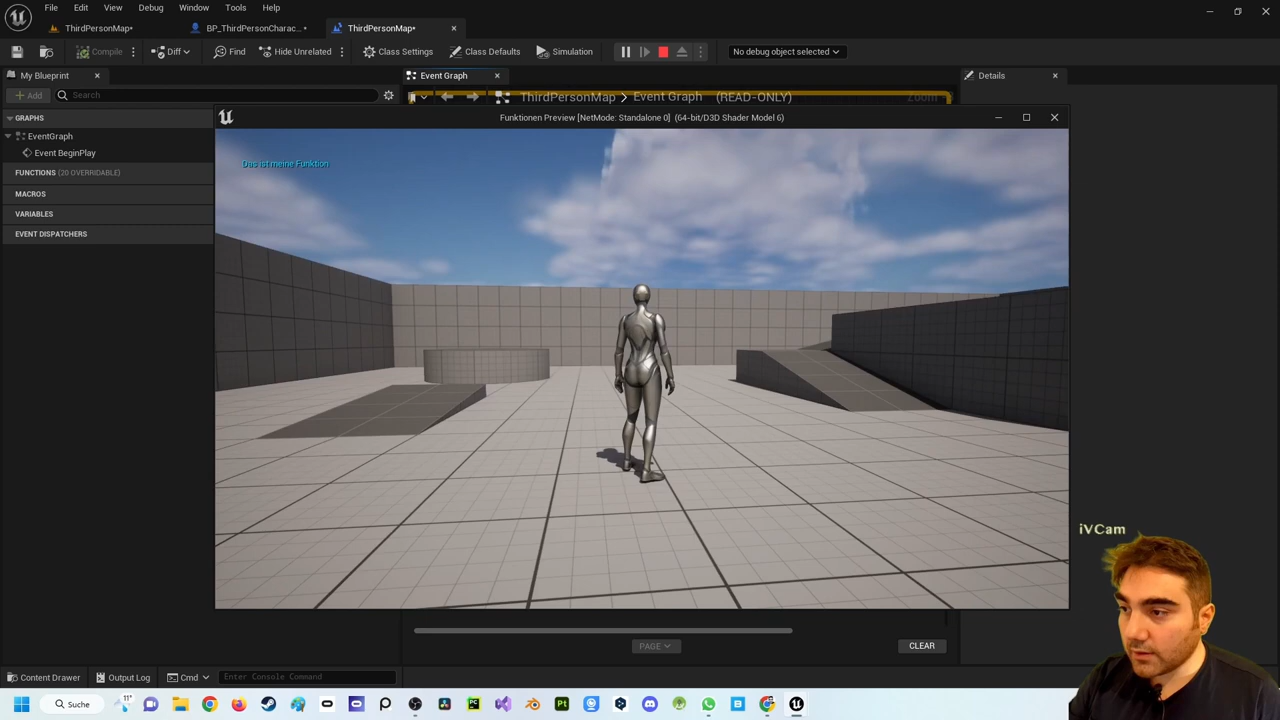 File Edit View Debug Window Tools Help
ThirdPersonMap* BP_ThirdPersonCharac... ThirdPersonMap*
Compile Diff Find Hide Unrelated Class Settings Class Defaults Simulation No debug object selected
My Blueprint Event Graph Details
Add Search ThirdPersonMap Event Graph (READ-ONLY) Zoom
GRAPHS
Funktionen Preview [NetMode: Standalone 0] (64-bit/D3D Shader Model 6)
EventGraph
Event BeginPlay
Das ist meine Funktion
FUNCTIONS (20 OVERRIDABLE)
MACROS
VARIABLES
EVENT DISPATCHERS
iVCam
PAGE CLEAR
Content Drawer Output Log Cmd Enter Console Command
Suche 11°